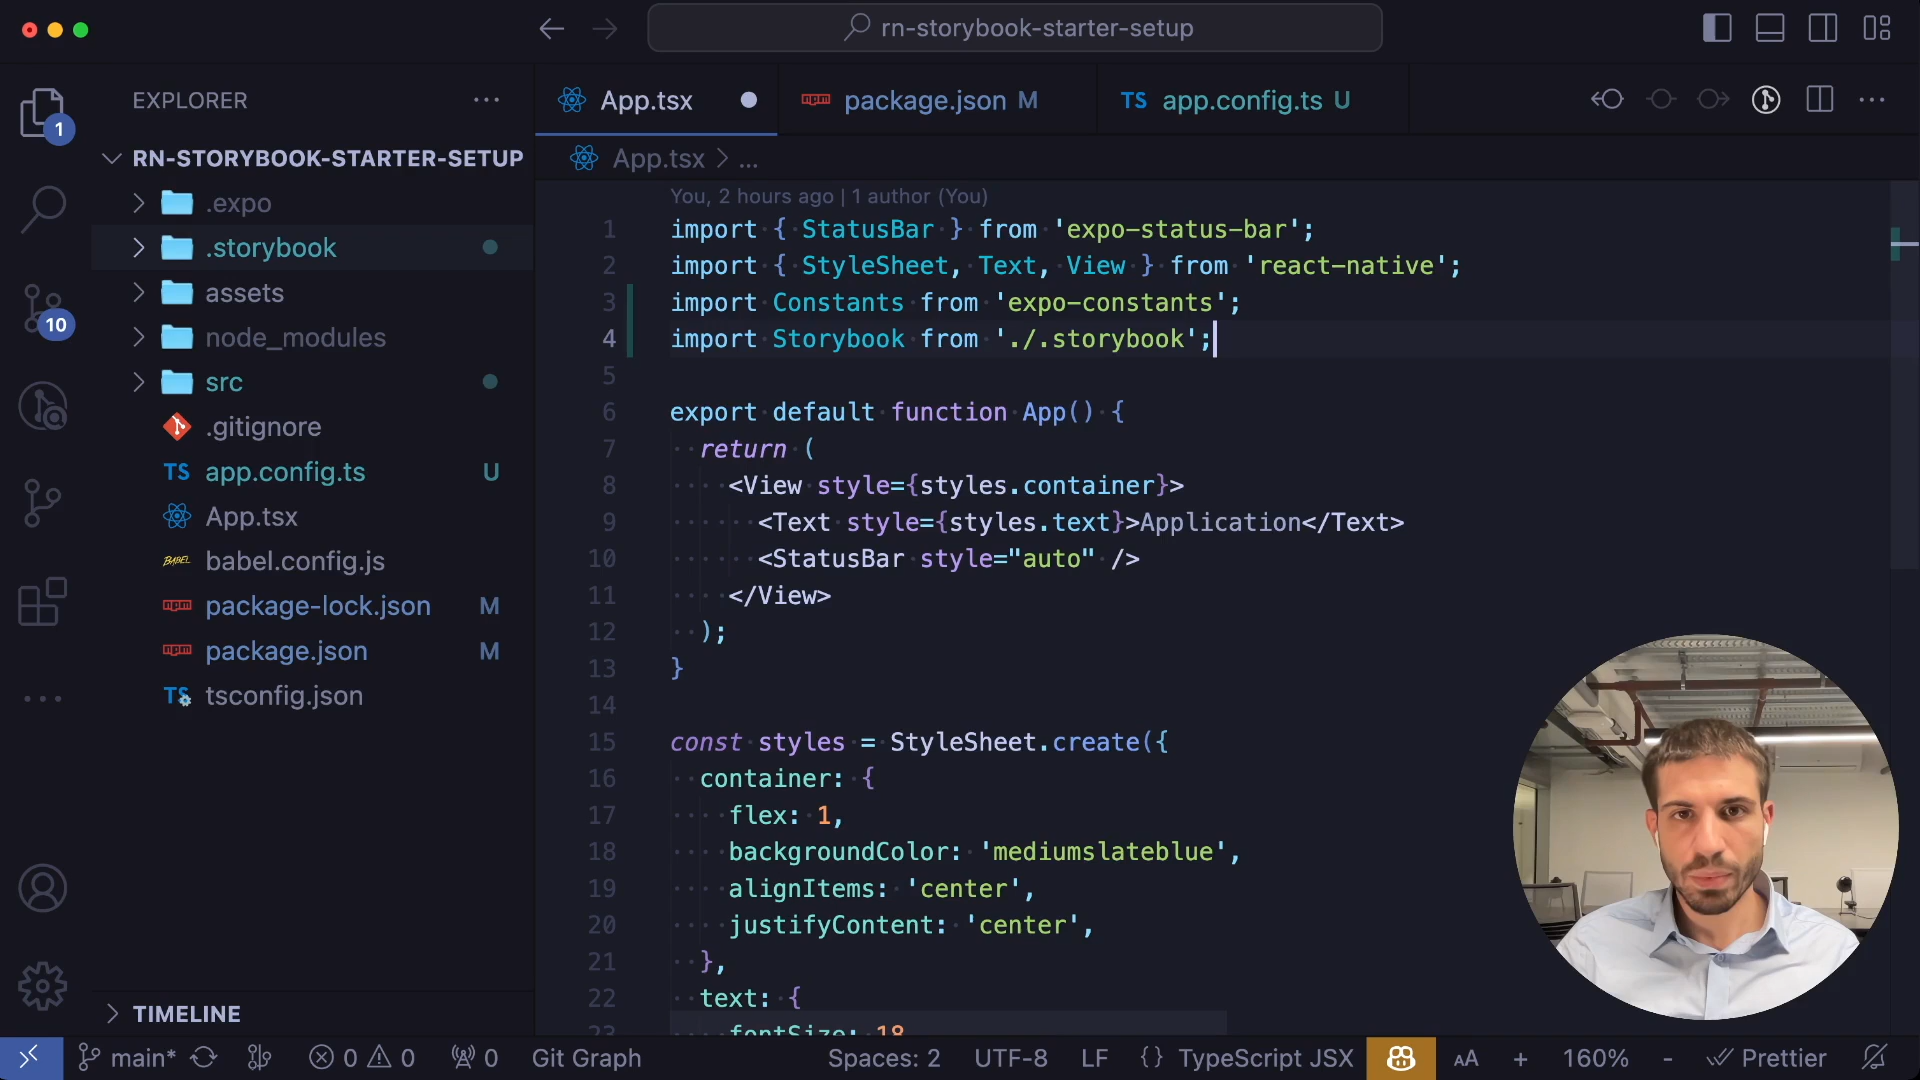 rn-storybook-starter-setup
EXPLORER
App.tsx
package.json M
TS app.config.ts U
1
RN-STORYBOOK-STARTER-SETUP
App.tsx > ...
.expo
.storybook
assets
node_modules
src
.gitignore
TS app.config.ts U
App.tsx
BABEL babel.config.js
package-lock.json M
package.json M
TS tsconfig.json
10
TIMELINE
You, 2 hours ago | 1 author (You)
1 import { StatusBar } from 'expo-status-bar';
2 import { StyleSheet, Text, View } from 'react-native';
3 import Constants from 'expo-constants';
4 import Storybook from './.storybook';
5
6 export default function App() {
7 return (
8 <View style={styles.container}>
9 <Text style={styles.text}>Application</Text>
10 <StatusBar style="auto" />
11 </View>
12 );
13 }
14
15 const styles = StyleSheet.create({
16 container: {
17 flex: 1,
18 backgroundColor: 'mediumslateblue',
19 alignItems: 'center',
20 justifyContent: 'center',
21 },
22 text: {
23 fontSize: 18
main* 0 0 0 Git Graph Spaces: 2 UTF-8 LF {} TypeScript JSX AA + 160% - Prettier